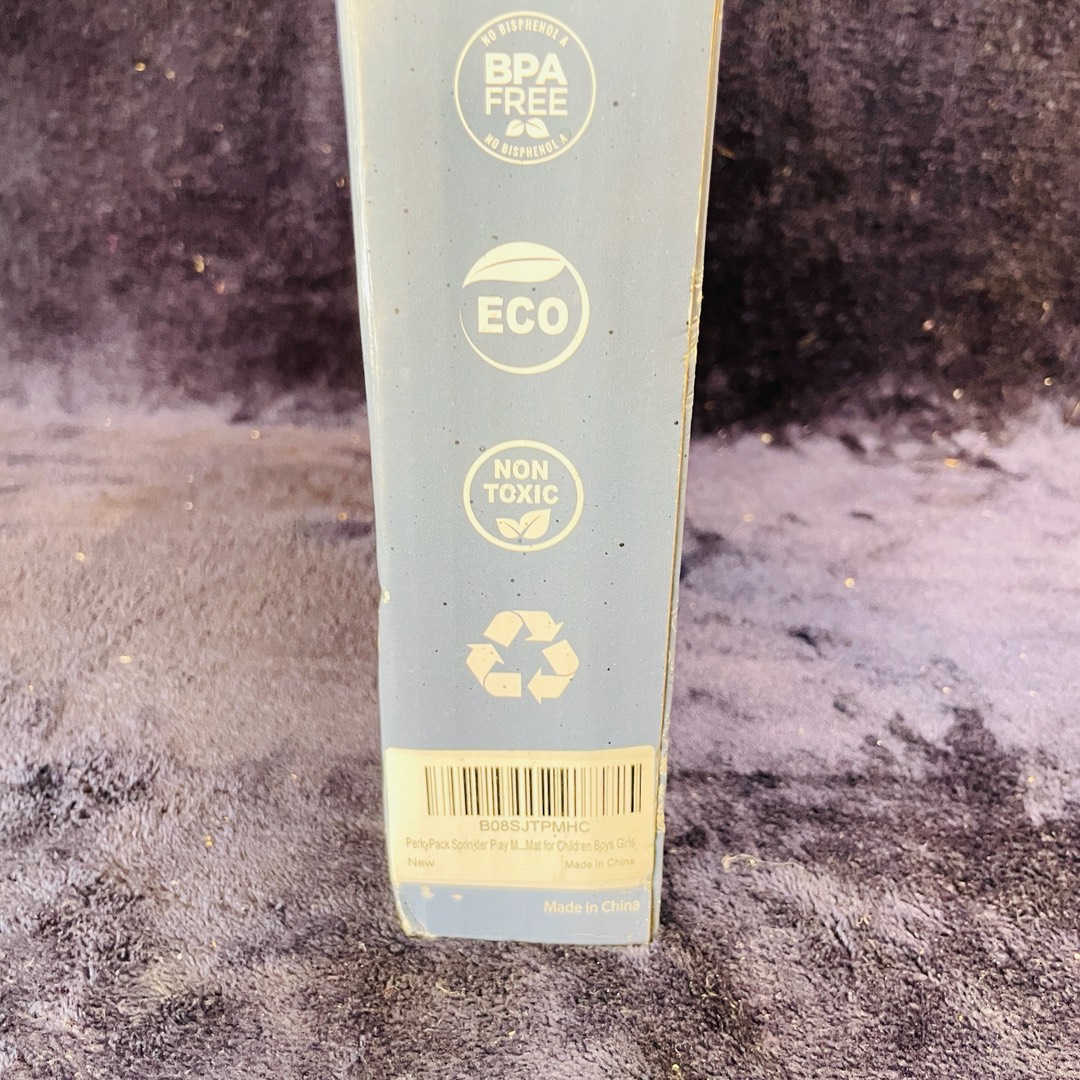 NO BISPHENOL A
BPA
FREE
NO BISPHENOL A
ECO
NON
TOXIC
B08SJTPMHC
PerkyPack Sprinkler Play M...Mat for Children Boys Girls
New
Made in China
Made in China